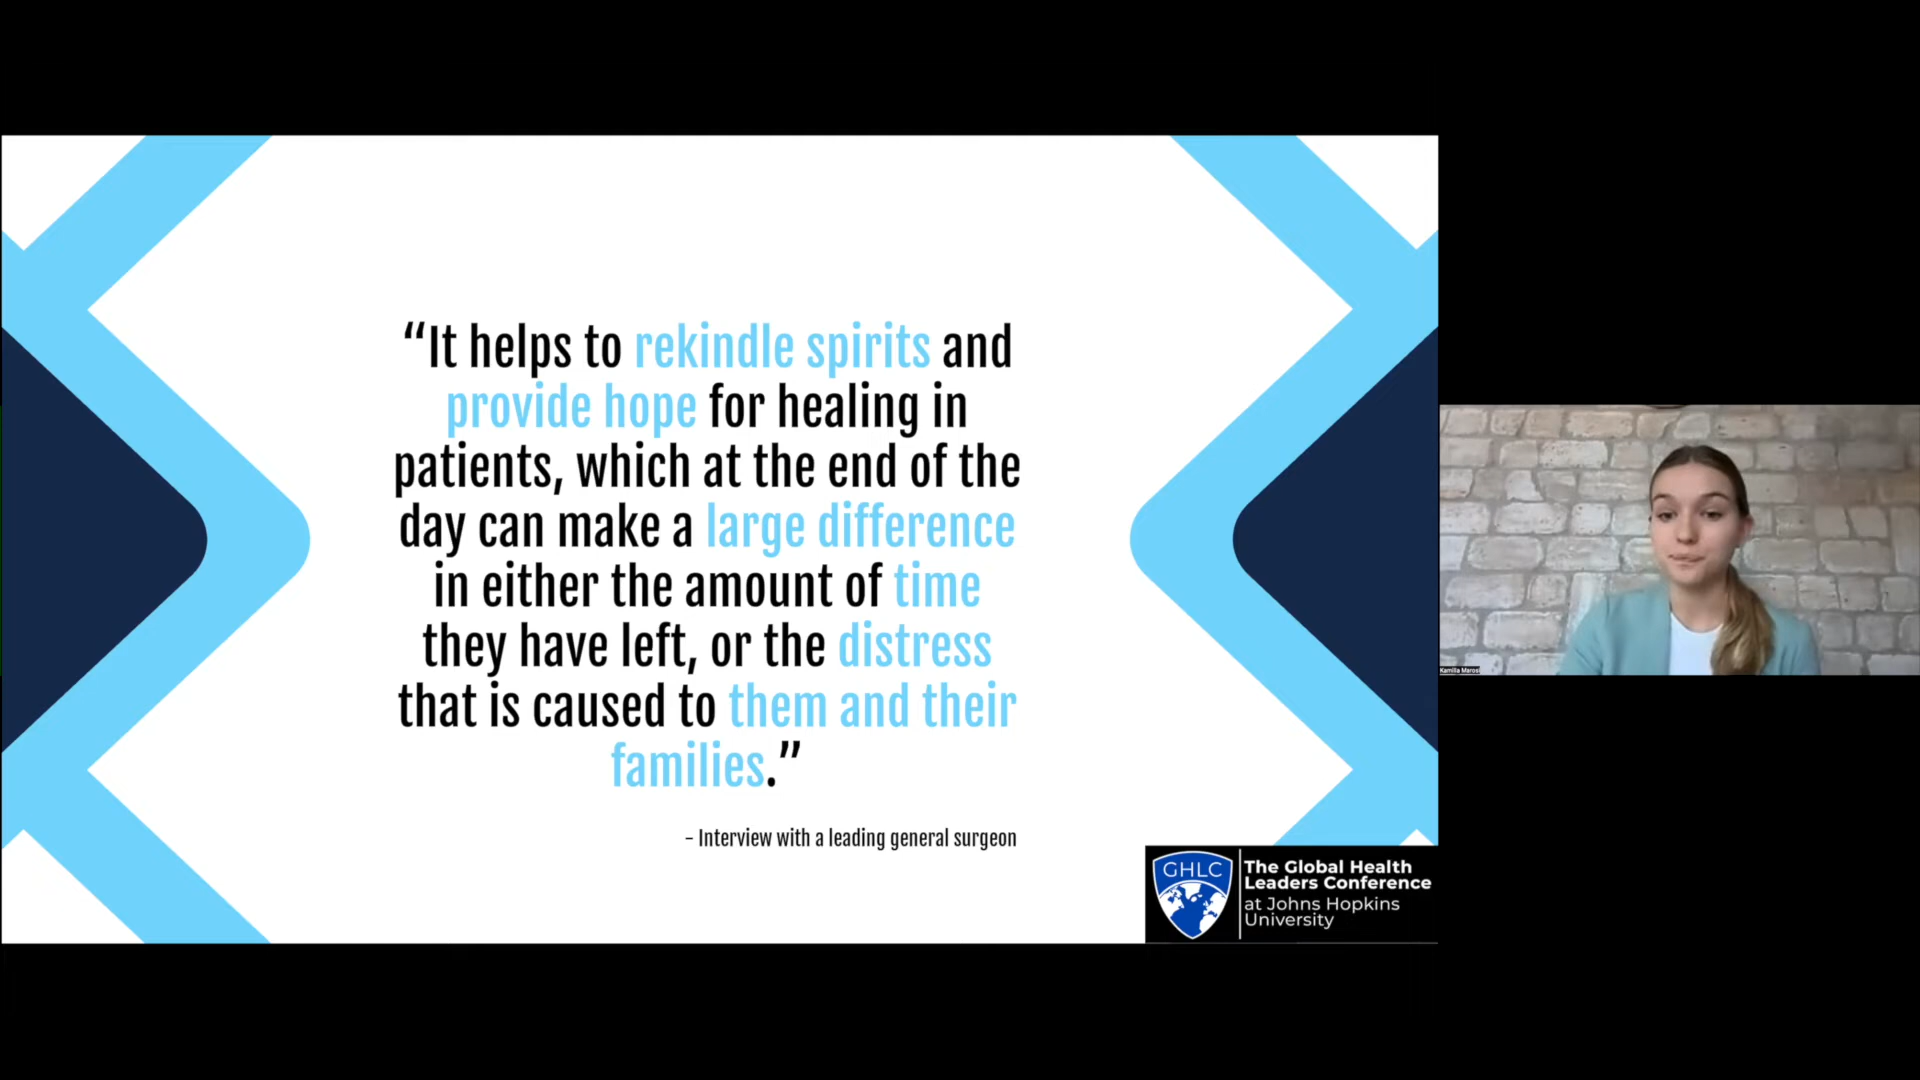 “It helps to rekindle spirits and
provide hope for healing in
patients, which at the end of the
day can make a large difference
in either the amount of time
they have left, or the distress
that is caused to them and their
families.”
- Interview with a leading general surgeon
GHLC
The Global Health
Leaders Conference
at Johns Hopkins
University
Kamilla Marosi